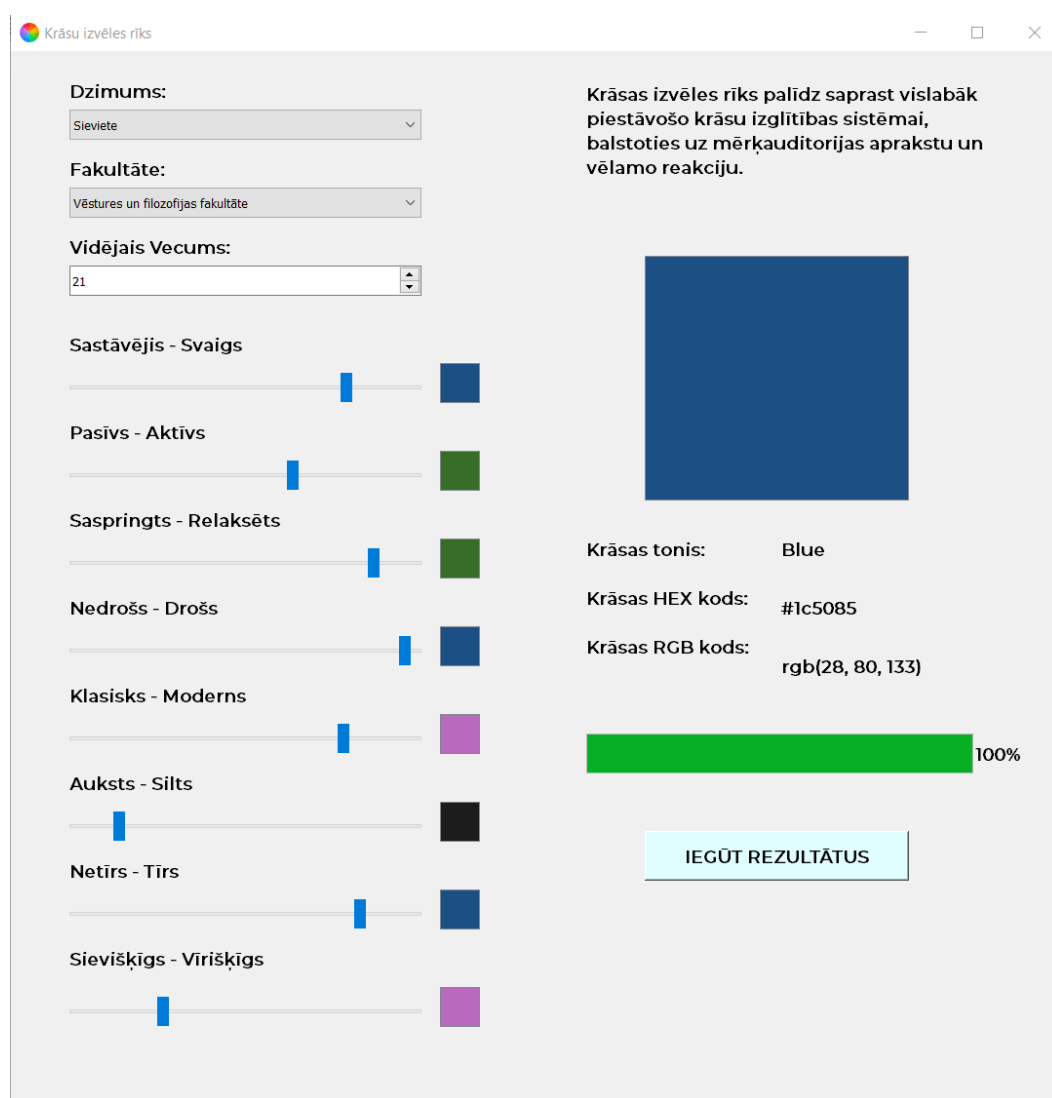 Krāsu izvēles rīks
Dzimums:
Sieviete
Fakultāte:
Vēstures un filozofijas fakultāte
Vidējais Vecums:
21
Sastāvējis - Svaigs
Pasīvs - Aktīvs
Saspringts - Relaksēts
Nedrošs - Drošs
Klasisks - Moderns
Auksts - Silts
Netīrs - Tīrs
Sievišķīgs - Vīrišķīgs
Krāsas izvēles rīks palīdz saprast vislabāk
piestāvošo krāsu izglītības sistēmai,
balstoties uz mērķauditorijas aprakstu un
vēlamo reakciju.
Krāsas tonis: Blue
Krāsas HEX kods: #1c5085
Krāsas RGB kods: rgb(28, 80, 133)
100%
IEGŪT REZULTĀTUS